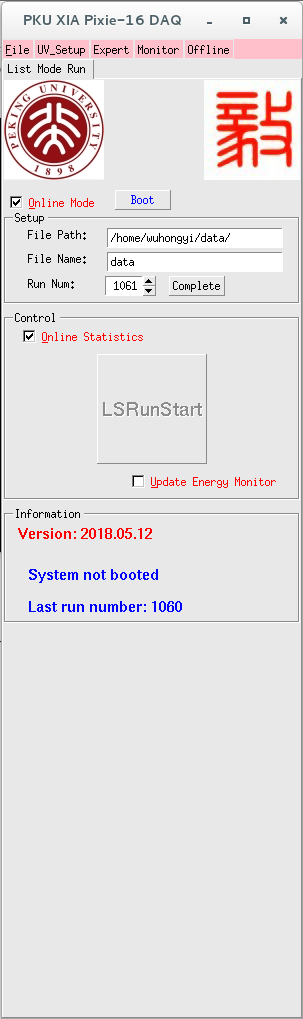 PKU XIA Pixie-16 DAQ
File UV_Setup Expert Monitor Offline
List Mode Run
PEKING UNIVERSITY
1898
毅
Online Mode Boot
Setup
File Path: /home/wuhongyi/data/
File Name: data
Run Num: 1061 Complete
Control
Online Statistics
LSRunStart
Update Energy Monitor
Information
Version: 2018.05.12
System not booted
Last run number: 1060